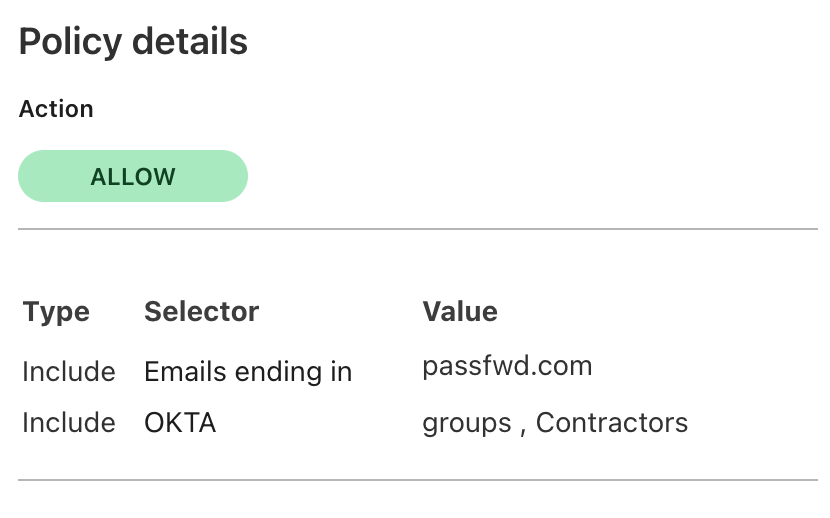 Policy details
Action
ALLOW
Type Selector Value
Include Emails ending in passfwd.com
Include OKTA groups , Contractors